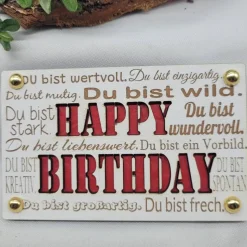 Du bist wertvoll. Du bist einzigartig.
Du bist mutig. Du bist wild.
Du bist stark. HAPPY Du bist wundervoll.
Du bist liebenswert. Du bist ein Vorbild.
DU BIST KREATIV BIRTHDAY DU BIST SPONTAN
Du bist großartig. Du bist frech.